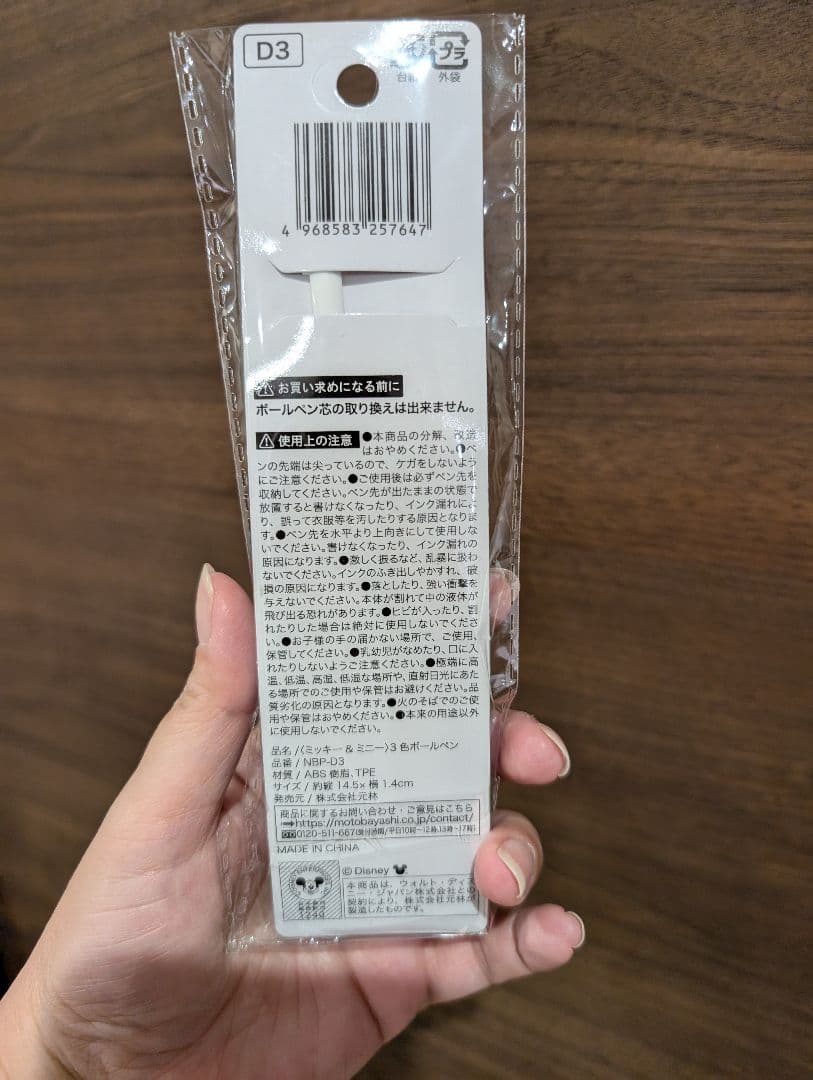 D3
プラ
外袋
4 968583 257647
お買い求めになる前に
ボールペン芯の取り換えは出来ません。
使用上の注意 ●本商品の分解、改造
はおやめください。●ペ
ンの先端は尖っているので、ケガをしないよう
にご注意ください。●ご使用後は必ずペン先を
収納してください。ペン先が出たままの状態で
放置すると書けなくなったり、インク漏れによ
り、誤って衣服等を汚したりする原因となりま
す。●ペン先を水平より上向きにして使用しな
いでください。書けなくなったり、インク漏れの
原因になります。●激しく振るなど、乱暴に扱わ
ないでください。インクのふき出しやかすれ、破
損の原因になります。●落としたり、強い衝撃を
与えないでください。本体が割れて中の液体が
飛び出る恐れがあります。●ヒビが入ったり、割
れたりした場合は絶対に使用しないでくださ
い。●お子様の手の届かない場所で、ご使用、
保管してください。●乳幼児がなめたり、口に入
れたりしないようご注意ください。●極端に高
温、低温、高湿、低湿な場所や、直射日光にあた
る場所でのご使用や保管はお避けください。品
質劣化の原因となります。●火のそばでのご使
用や保管はおやめください。●本来の用途以外
に使用しないでください。
品名 /〈ミッキー & ミニー〉3 色ボールペン
品番 / NBP-D3
材質 / ABS 樹脂、TPE
サイズ / 約縦 14.5× 横 1.4cm
発売元 / 株式会社元林
商品に関するお問い合わせ・ご意見はこちら
https://motobayashi.co.jp/contact/
0120-511-667(受付時間/平日10時〜12時、13時〜17時)
MADE IN CHINA
© Disney
本商品は、ウォルト・ディズ
ニー・ジャパン株式会社との
契約により、株式会社元林が
製造したものです。